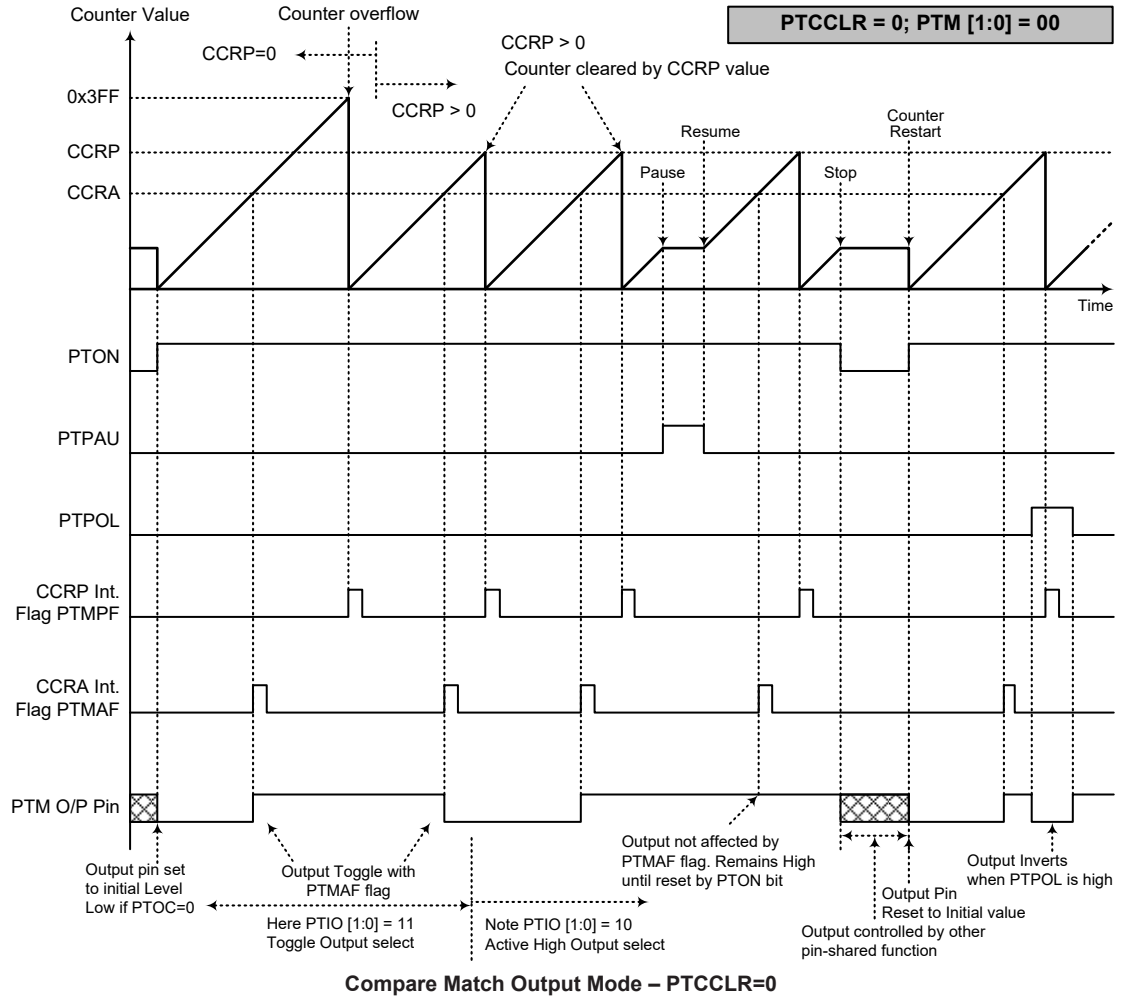 Counter Value
Counter overflow
PTCCLR = 0; PTM [1:0] = 00
CCRP=0
CCRP > 0
CCRP > 0
Counter cleared by CCRP value
0x3FF
CCRP
CCRA
Pause
Resume
Stop
Counter
Restart
Time
PTON
PTPAU
PTPOL
CCRP Int.
Flag PTMPF
CCRA Int.
Flag PTMAF
PTM O/P Pin
Output pin set
to initial Level
Low if PTOC=0
Output Toggle with
PTMAF flag
Here PTIO [1:0] = 11
Toggle Output select
Note PTIO [1:0] = 10
Active High Output select
Output not affected by
PTMAF flag. Remains High
until reset by PTON bit
Output controlled by other
pin-shared function
Output Pin
Reset to Initial value
Output Inverts
when PTPOL is high
Compare Match Output Mode – PTCCLR=0